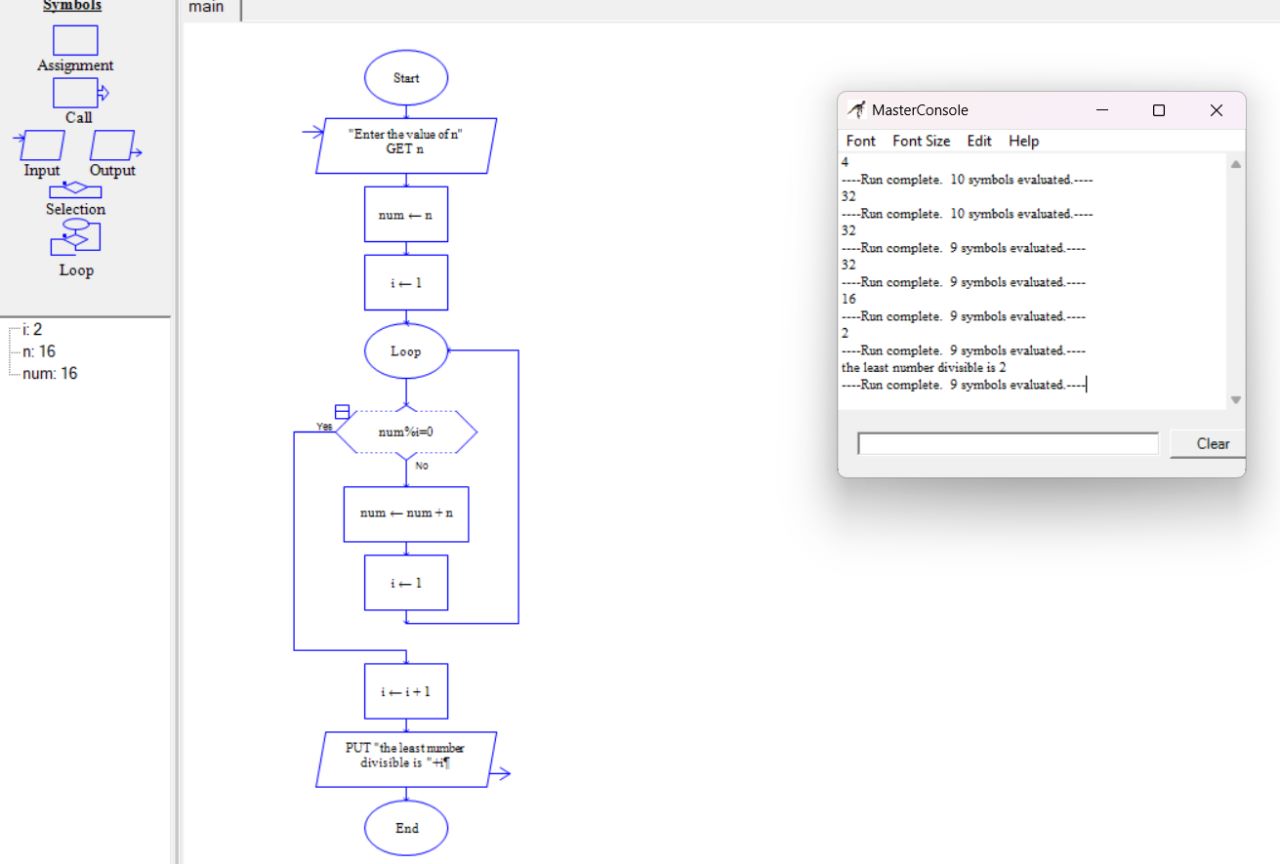 Symbols
Assignment
Call
Input
Output
Selection
Loop
i: 2
n: 16
num: 16
main
Start
"Enter the value of n"
GET n
num ← n
i ← 1
Loop
Yes
num%i=0
No
num ← num + n
i ← 1
i ← i + 1
PUT "the least number
divisible is "+i¶
End
MasterConsole
Font Font Size Edit Help
4
----Run complete. 10 symbols evaluated.----
32
----Run complete. 10 symbols evaluated.----
32
----Run complete. 9 symbols evaluated.----
32
----Run complete. 9 symbols evaluated.----
16
----Run complete. 9 symbols evaluated.----
2
----Run complete. 9 symbols evaluated.----
the least number divisible is 2
----Run complete. 9 symbols evaluated.----
Clear